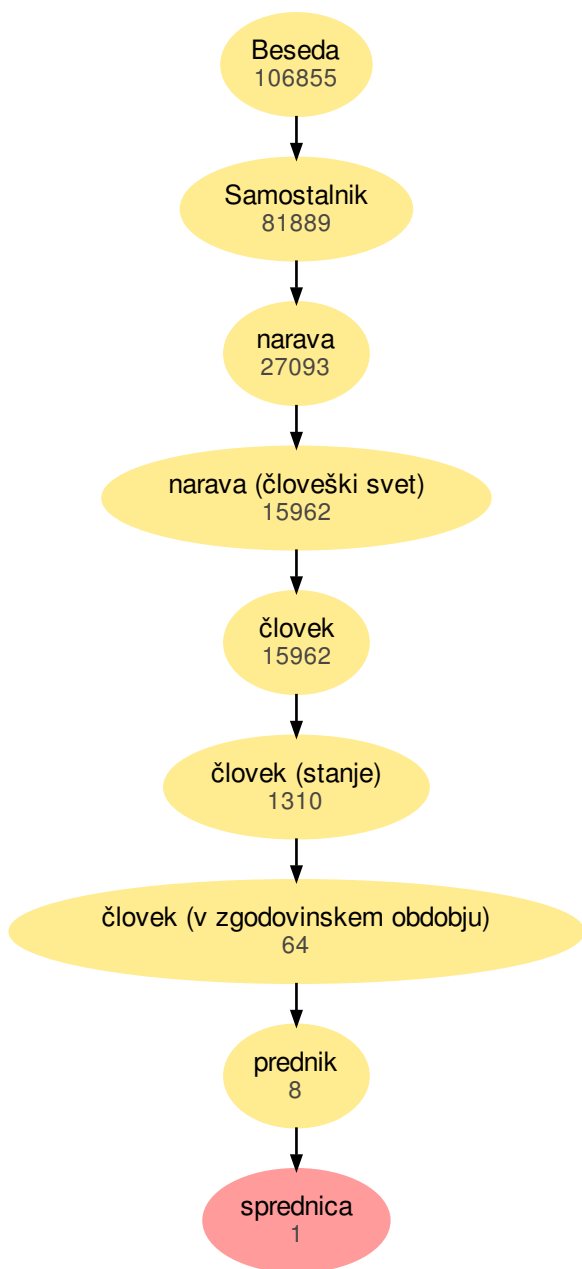 Beseda
106855
Samostalnik
81889
narava
27093
narava (človeški svet)
15962
človek
15962
človek (stanje)
1310
človek (v zgodovinskem obdobju)
64
prednik
8
sprednica
1